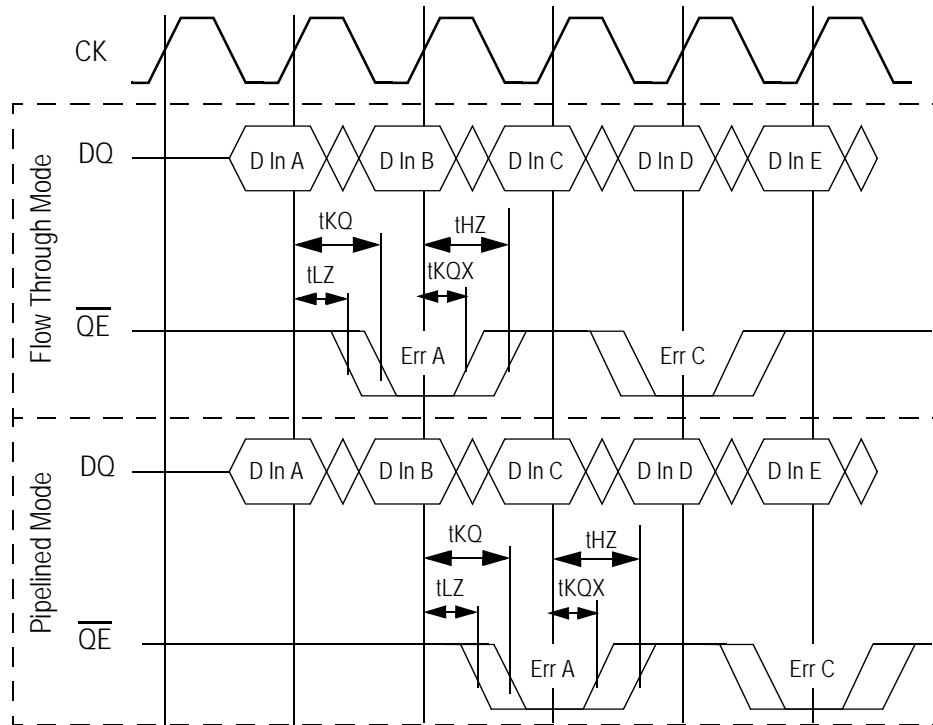 CK
Flow Through Mode
DQ
D In A
D In B
D In C
D In D
D In E
tKQ
tHZ
tLZ
tKQX
QE
Err A
Err C
Pipelined Mode
DQ
D In A
D In B
D In C
D In D
D In E
tKQ
tHZ
tLZ
tKQX
QE
Err A
Err C